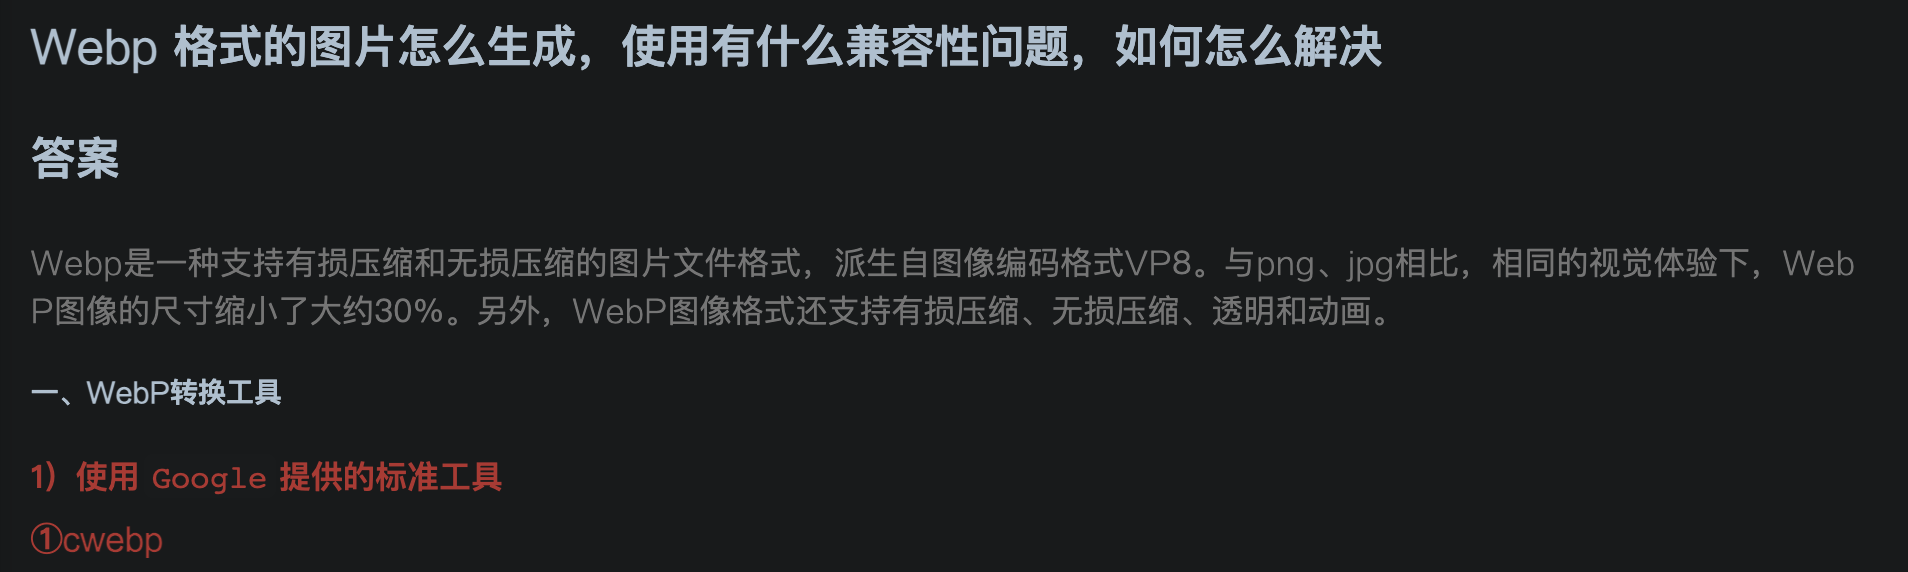 Webp 格式的图片怎么生成，使用有什么兼容性问题，如何怎么解决
答案
Webp是一种支持有损压缩和无损压缩的图片文件格式，派生自图像编码格式VP8。与png、jpg相比，相同的视觉体验下，Web
P图像的尺寸缩小了大约30%。另外，WebP图像格式还支持有损压缩、无损压缩、透明和动画。
一、WebP转换工具
1）使用 Google 提供的标准工具
①cwebp